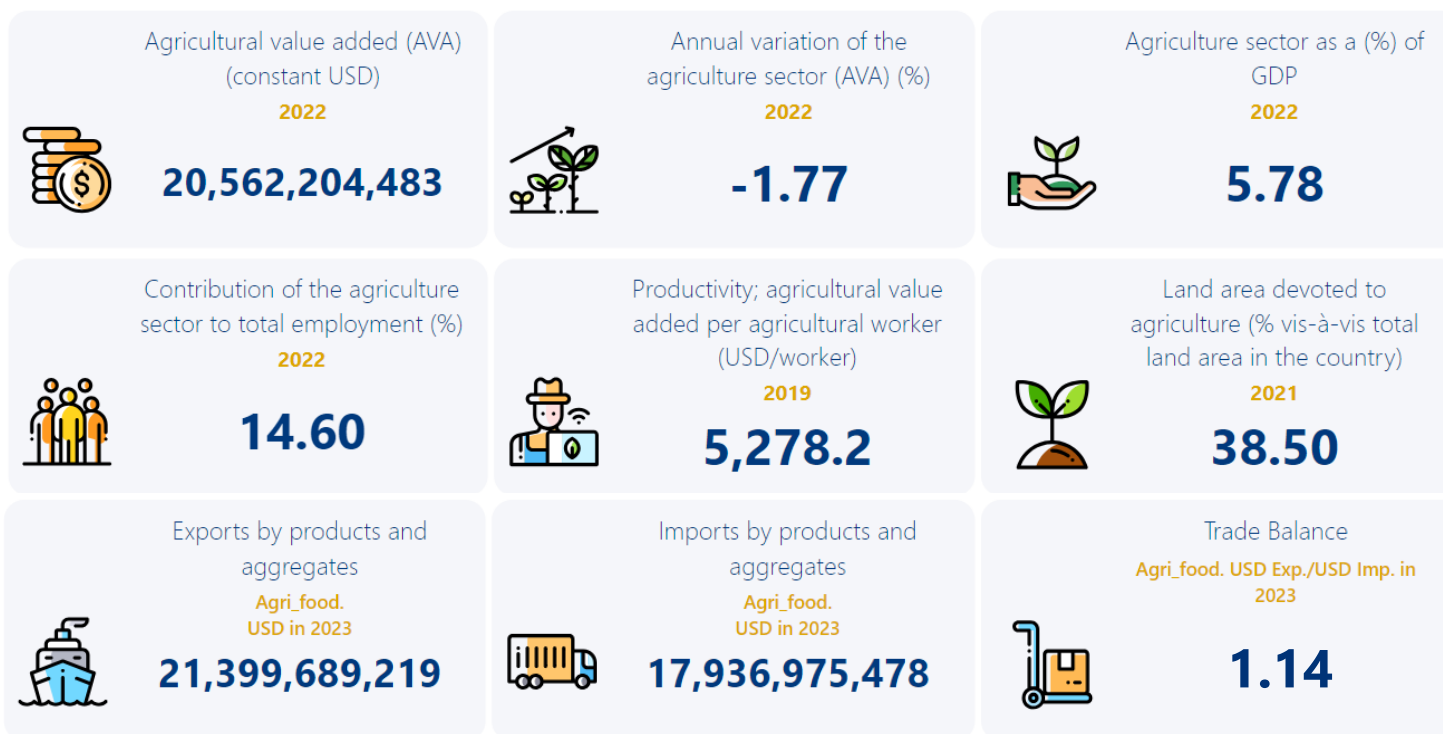 Agricultural value added (AVA)
(constant USD)
2022
20,562,204,483
Annual variation of the
agriculture sector (AVA) (%)
2022
-1.77
Agriculture sector as a (%) of
GDP
2022
5.78
Contribution of the agriculture
sector to total employment (%)
2022
14.60
Productivity; agricultural value
added per agricultural worker
(USD/worker)
2019
5,278.2
Land area devoted to
agriculture (% vis-à-vis total
land area in the country)
2021
38.50
Exports by products and
aggregates
Agri_food.
USD in 2023
21,399,689,219
Imports by products and
aggregates
Agri_food.
USD in 2023
17,936,975,478
Trade Balance
Agri_food. USD Exp./USD Imp. in
2023
1.14